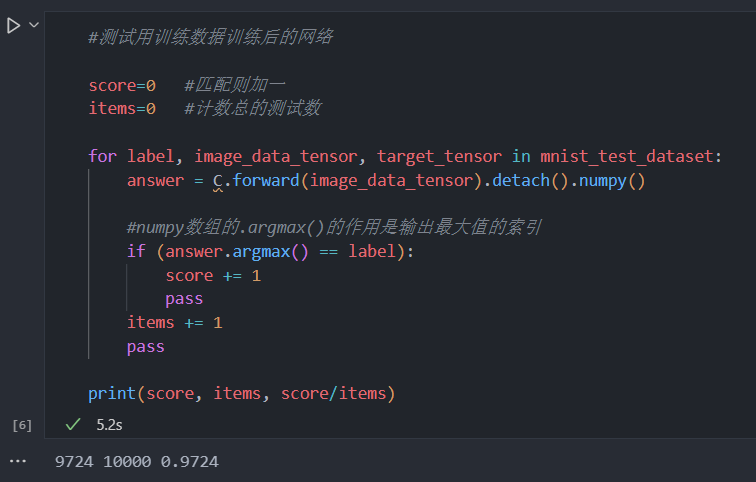 #测试用训练数据训练后的网络
score=0   #匹配则加一
items=0   #计数总的测试数
for label, image_data_tensor, target_tensor in mnist_test_dataset:
    answer = C.forward(image_data_tensor).detach().numpy()
    #numpy数组的.argmax()的作用是输出最大值的索引
    if (answer.argmax() == label):
        score += 1
        pass
    items += 1
    pass
print(score, items, score/items)
[6] 5.2s
9724 10000 0.9724